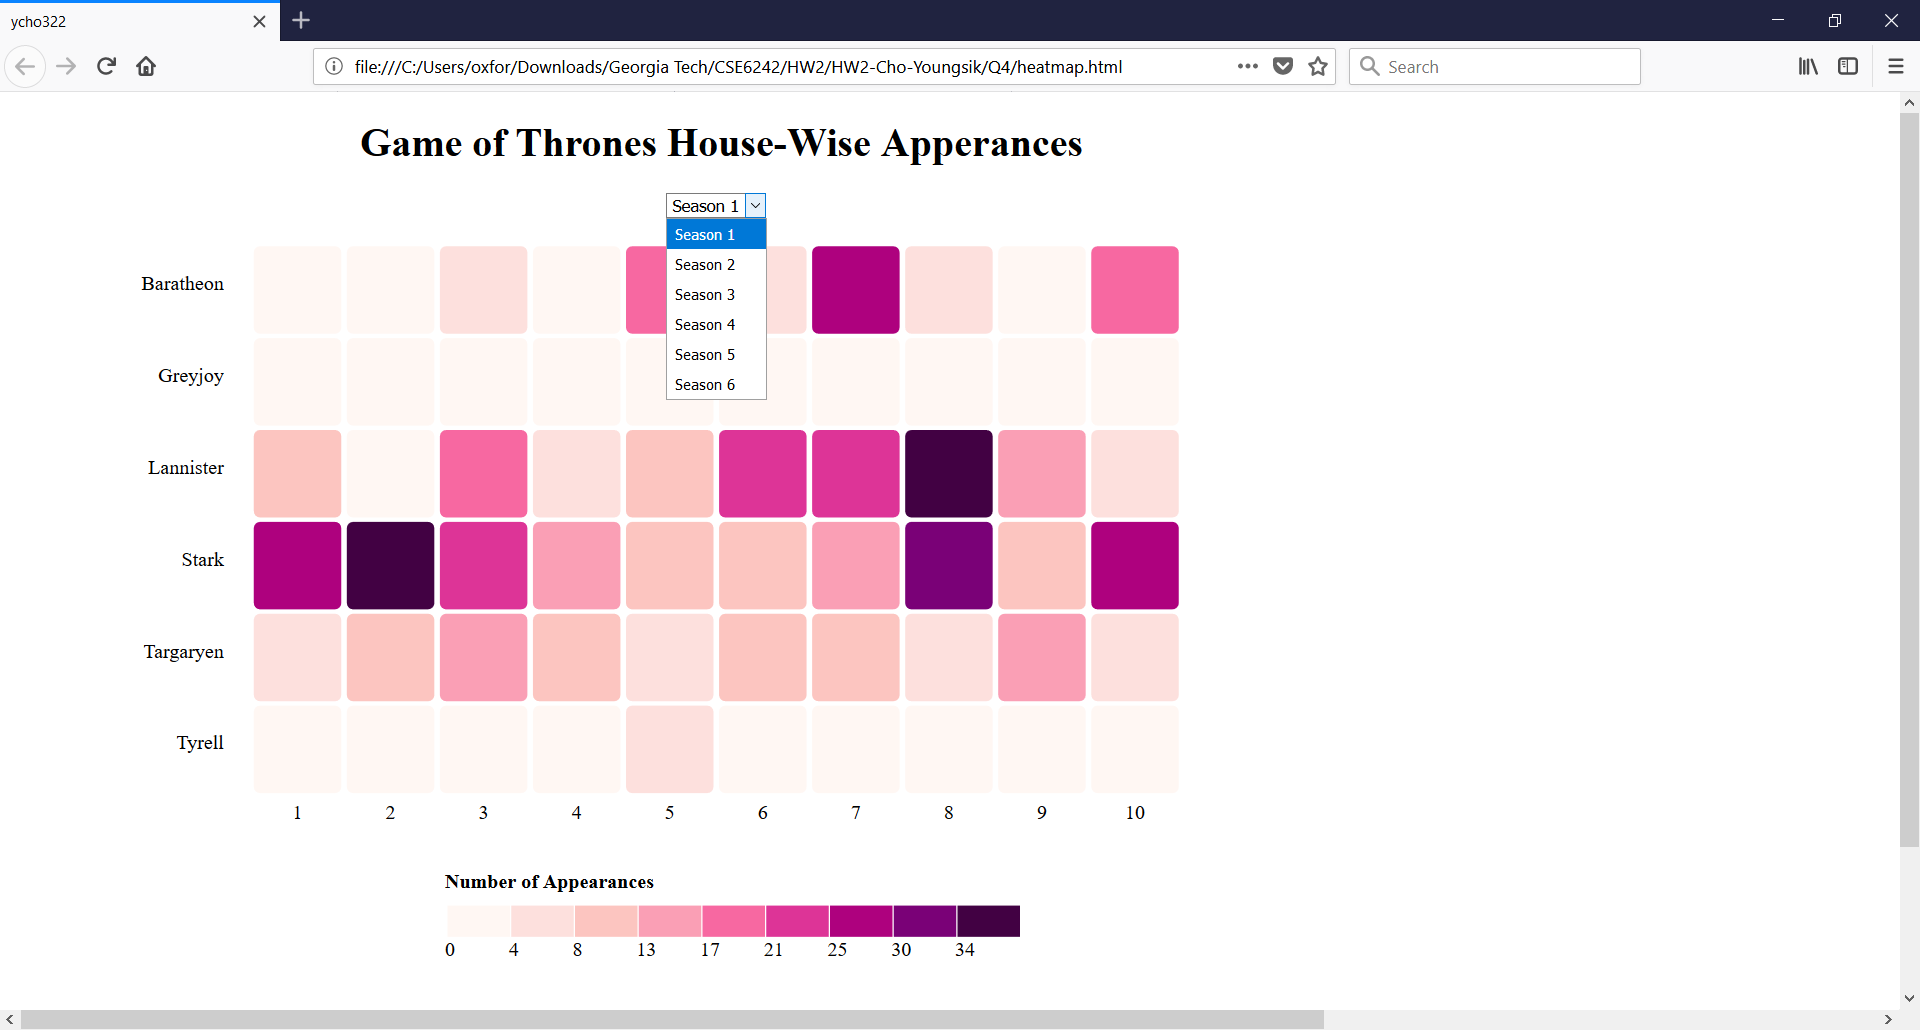 ycho322
file:///C:/Users/oxfor/Downloads/Georgia Tech/CSE6242/HW2/HW2-Cho-Youngsik/Q4/heatmap.html
Search
Game of Thrones House-Wise Apperances
Season 1
Season 1
Season 2
Season 3
Season 4
Season 5
Season 6
Baratheon
Greyjoy
Lannister
Stark
Targaryen
Tyrell
1 2 3 4 5 6 7 8 9 10
Number of Appearances
0 4 8 13 17 21 25 30 34